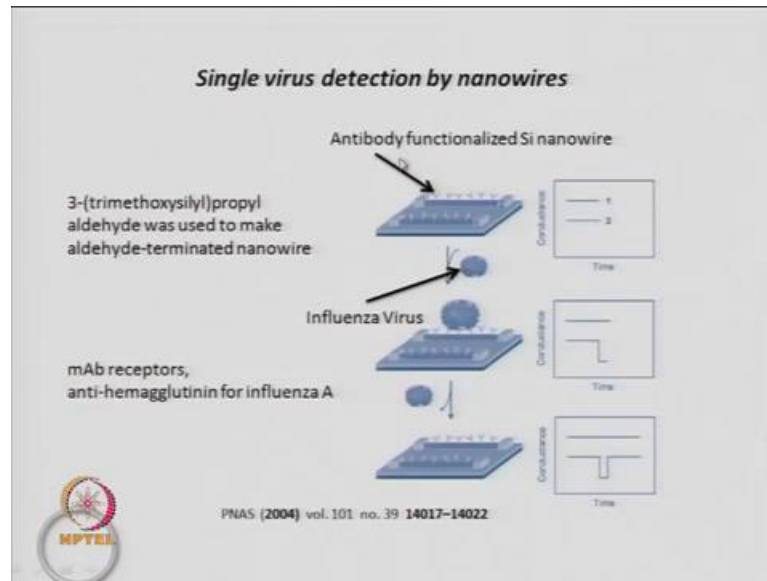 Single virus detection by nanowires
Antibody functionalized Si nanowire
3-(trimethoxysilyl)propyl
aldehyde was used to make
aldehyde-terminated nanowire
Conductance
1
2
Time
Influenza Virus
Conductance
Time
mAb receptors,
anti-hemagglutinin for influenza A
Conductance
Time
PNAS (2004) vol. 101 no. 39 14017–14022
NPTEL